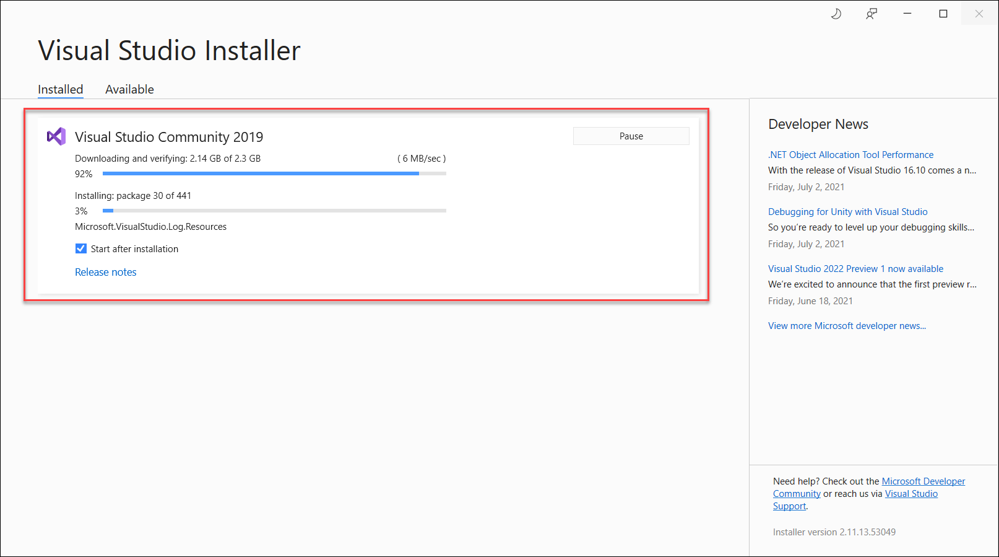 Visual Studio Installer
Installed
Available
Visual Studio Community 2019
Pause
Downloading and verifying: 2.14 GB of 2.3 GB
( 6 MB/sec )
92%
Installing: package 30 of 441
3%
Microsoft.VisualStudio.Log.Resources
Start after installation
Release notes
Developer News
.NET Object Allocation Tool Performance
With the release of Visual Studio 16.10 comes a n...
Friday, July 2, 2021
Debugging for Unity with Visual Studio
So you’re ready to level up your debugging skills...
Friday, July 2, 2021
Visual Studio 2022 Preview 1 now available
We’re excited to announce that the first preview r...
Friday, June 18, 2021
View more Microsoft developer news...
Need help? Check out the Microsoft Developer
Community or reach us via Visual Studio
Support.
Installer version 2.11.13.53049